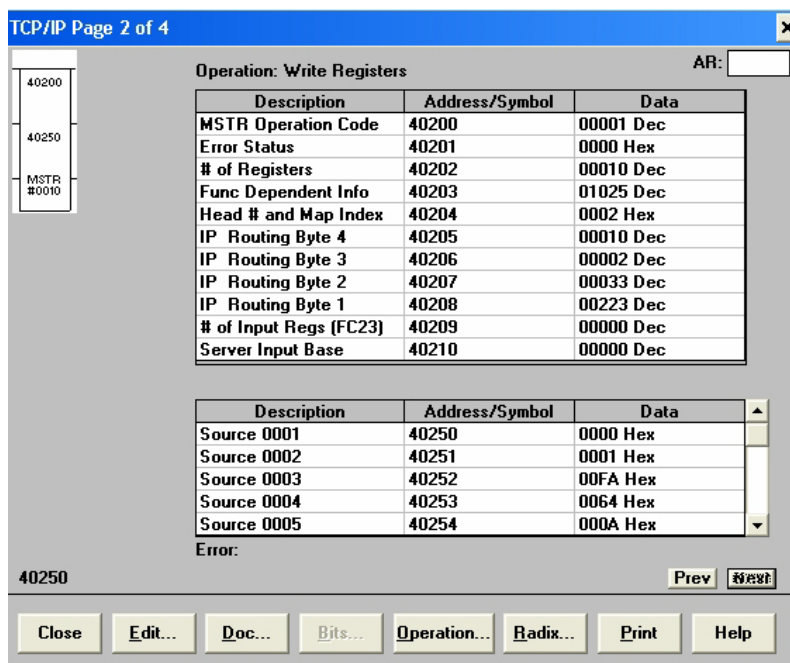 TCP/IP Page 2 of 4
40200
40250
MSTR
#0010
Operation: Write Registers
AR:
Description Address/Symbol Data
MSTR Operation Code 40200 00001 Dec
Error Status 40201 0000 Hex
# of Registers 40202 00010 Dec
Func Dependent Info 40203 01025 Dec
Head # and Map Index 40204 0002 Hex
IP Routing Byte 4 40205 00010 Dec
IP Routing Byte 3 40206 00002 Dec
IP Routing Byte 2 40207 00033 Dec
IP Routing Byte 1 40208 00223 Dec
# of Input Regs (FC23) 40209 00000 Dec
Server Input Base 40210 00000 Dec
Description Address/Symbol Data
Source 0001 40250 0000 Hex
Source 0002 40251 0001 Hex
Source 0003 40252 00FA Hex
Source 0004 40253 0064 Hex
Source 0005 40254 000A Hex
Error:
40250
Prev Next
Close Edit... Doc... Bits... Operation... Radix... Print Help